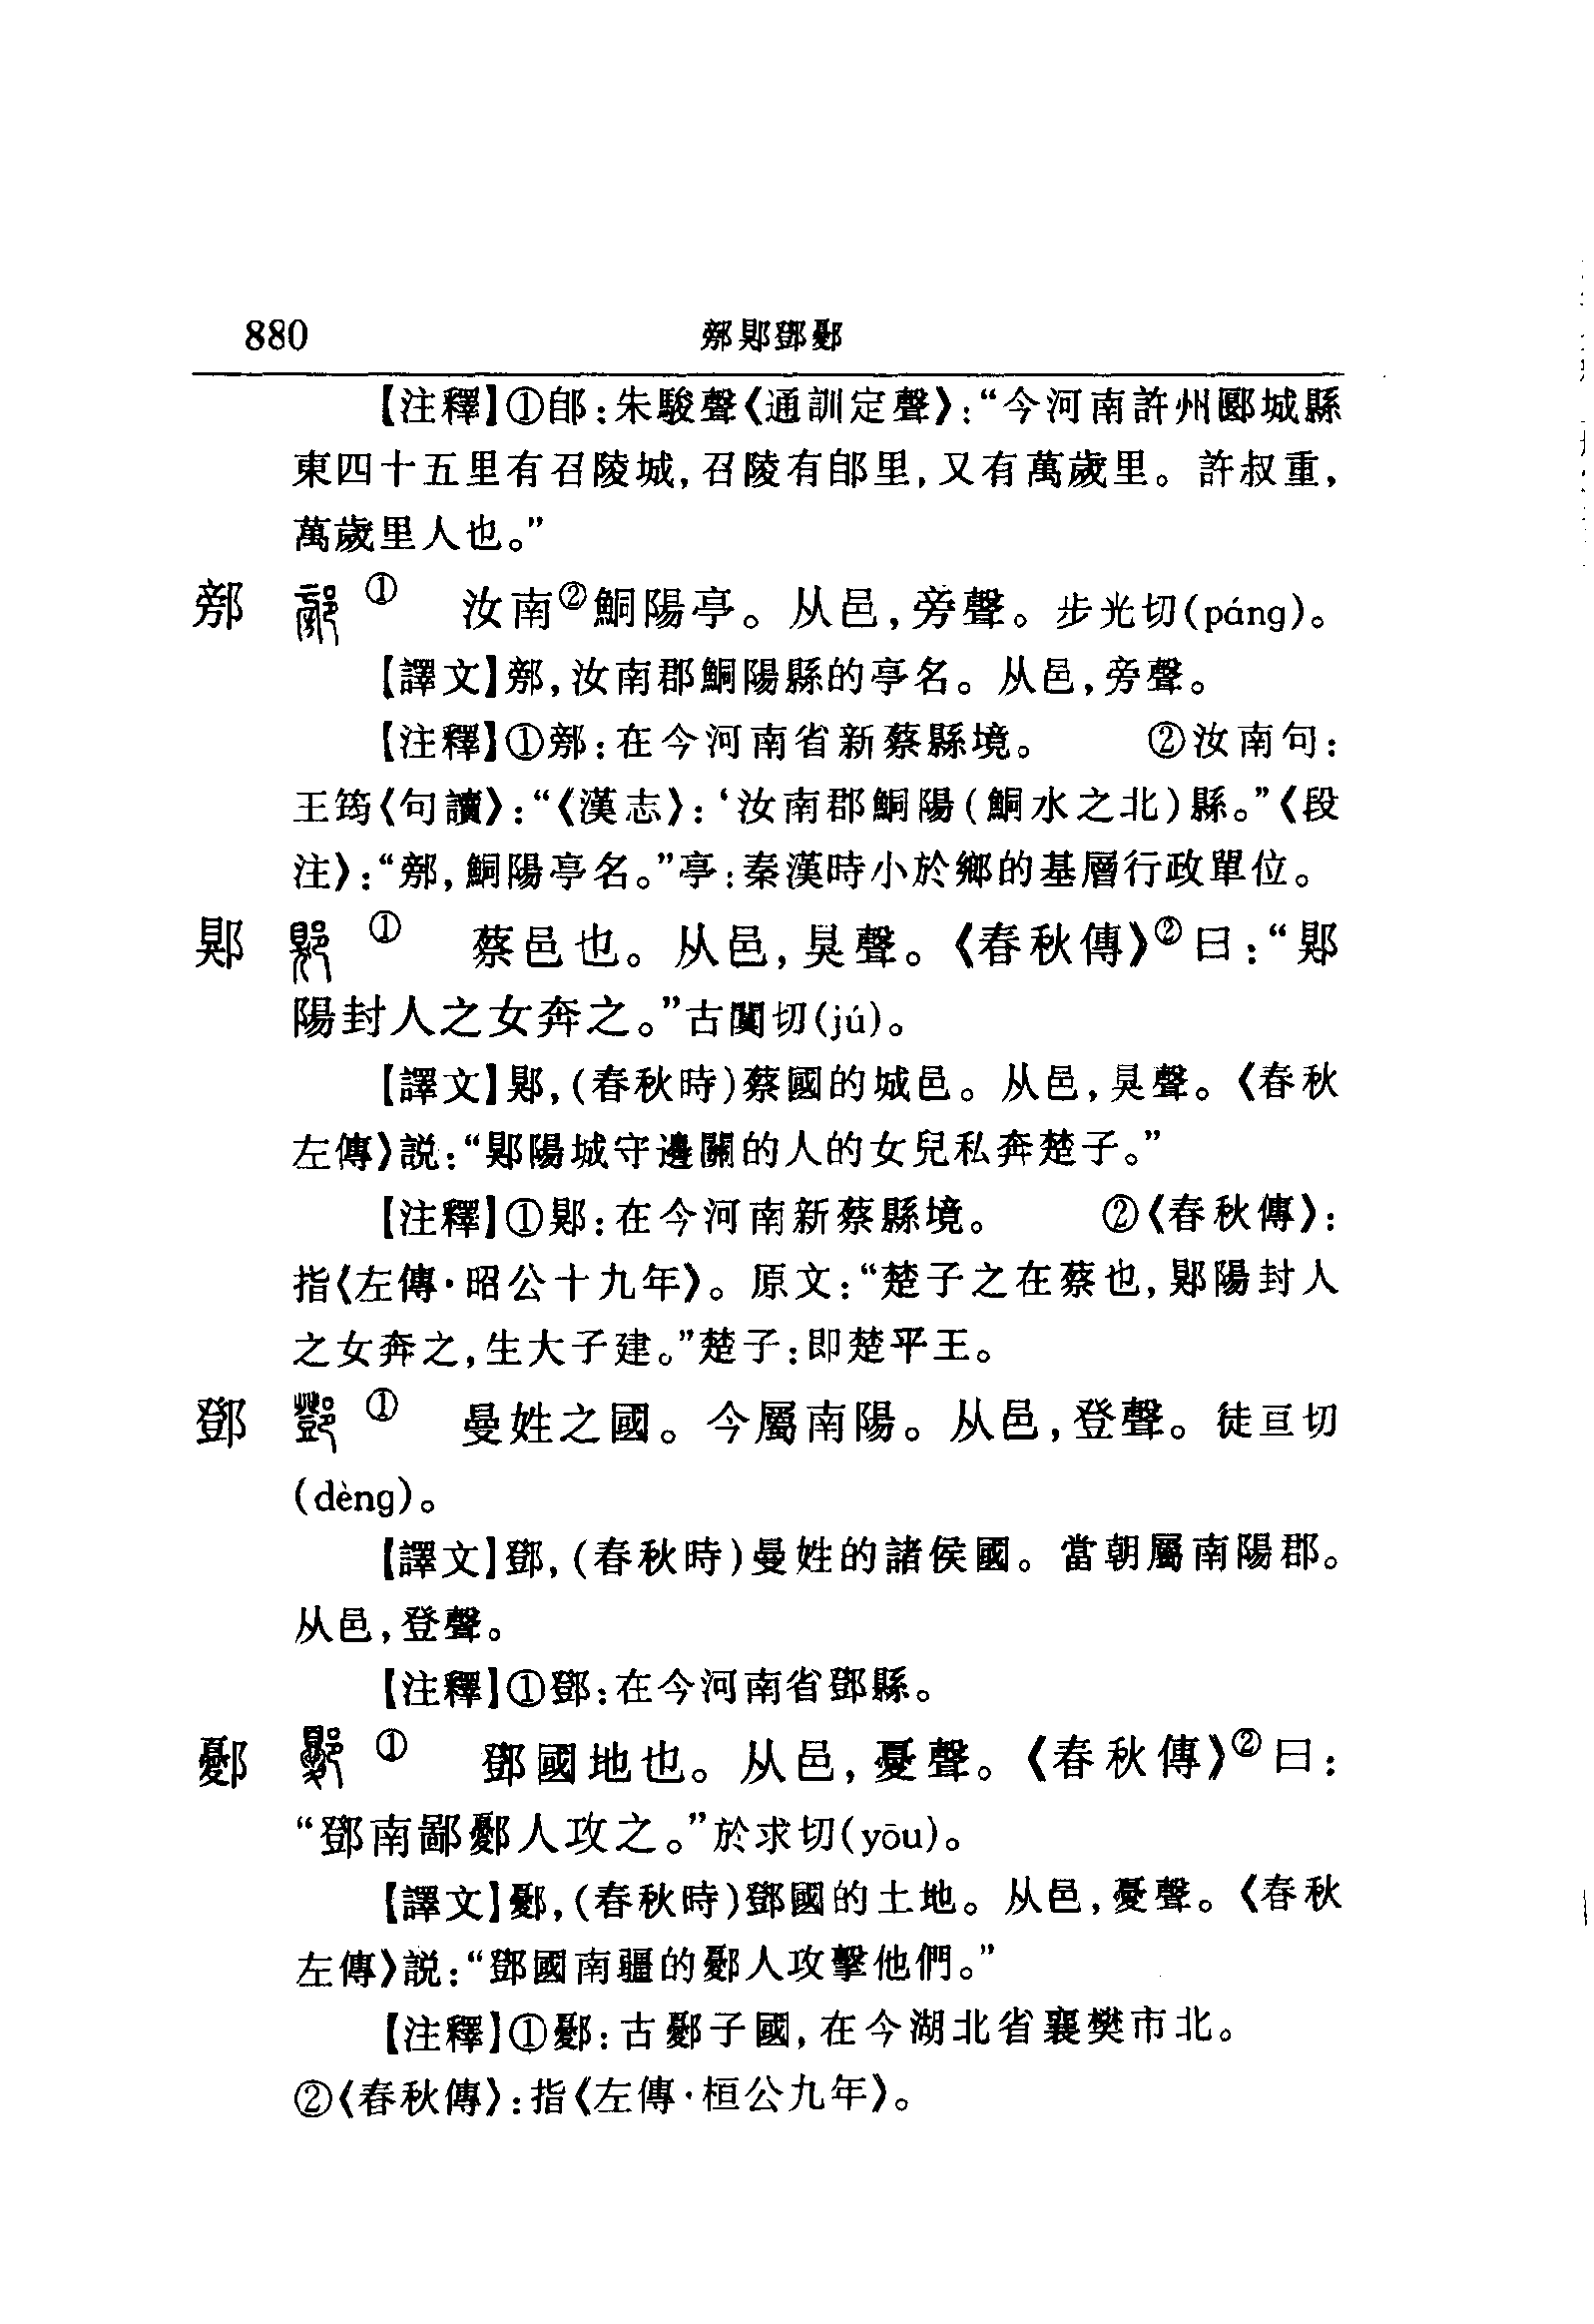 880 䣙郹鄧鄾
【注釋】①䣊:朱駿聲《通訓定聲》:“今河南許州郾城縣
東四十五里有召陵城,召陵有䣊里,又有萬歲里。許叔重,
萬歲里人也。”
䣙 ① 汝南②鮦陽亭。从邑,旁聲。步光切(páng)。
【譯文】䣙,汝南郡鮦陽縣的亭名。从邑,旁聲。
【注釋】①䣙:在今河南省新蔡縣境。 ②汝南句:
王筠《句讀》:“《漢志》:‘汝南郡鮦陽(鮦水之北)縣。”《段
注》:“䣙,鮦陽亭名。”亭:秦漢時小於鄉的基層行政單位。
郹 ① 蔡邑也。从邑,狊聲。《春秋傳》②曰:“郹
陽封人之女奔之。”古闃切(jú)。
【譯文】郹,(春秋時)蔡國的城邑。从邑,狊聲。《春秋
左傳》説:“郹陽城守邊關的人的女兒私奔楚子。”
【注釋】①郹:在今河南新蔡縣境。 ②《春秋傳》:
指《左傳·昭公十九年》。原文:“楚子之在蔡也,郹陽封人
之女奔之,生大子建。”楚子:即楚平王。
鄧 ① 曼姓之國。今屬南陽。从邑,登聲。徒亘切
(dèng)。
【譯文】鄧,(春秋時)曼姓的諸侯國。當朝屬南陽郡。
从邑,登聲。
【注釋】①鄧:在今河南省鄧縣。
鄾 ① 鄧國地也。从邑,憂聲。《春秋傳》②曰:
“鄧南鄙鄾人攻之。”於求切(yōu)。
【譯文】鄾,(春秋時)鄧國的土地。从邑,憂聲。《春秋
左傳》説:“鄧國南疆的鄾人攻擊他們。”
【注釋】①鄾:古鄾子國,在今湖北省襄樊市北。
②《春秋傳》:指《左傳·桓公九年》。